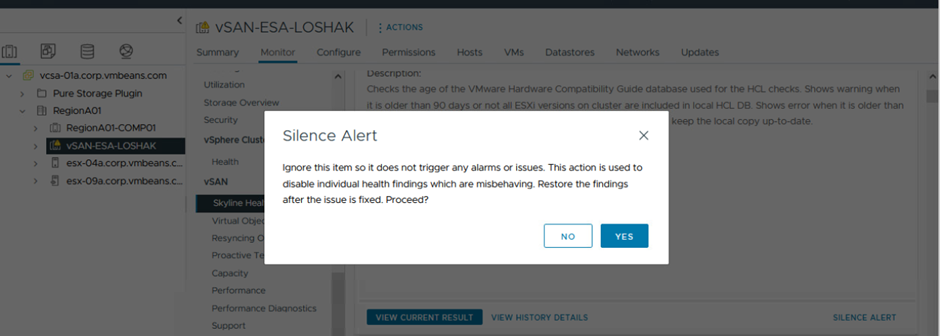 vSAN-ESA-LOSHAK
ACTIONS
Summary Monitor Configure Permissions Hosts VMs Datastores Networks Updates
vcsa-01a.corp.vmbeans.com
Pure Storage Plugin
RegionA01
RegionA01-COMP01
vSAN-ESA-LOSHAK
esx-04a.corp.vmbeans.c...
esx-09a.corp.vmbeans.c...
Utilization
Storage Overview
Security
vSphere Cluste
Health
vSAN
Skyline Heal
Virtual Objec
Resyncing O
Proactive Te
Capacity
Performance
Performance Diagnostics
Support
Description:
Checks the age of the VMware Hardware Compatibility Guide database used for the HCL checks. Shows warning when
it is older than 90 days or not all ESXi versions on cluster are included in local HCL DB. Shows error when it is older than
keep the local copy up-to-date.
Silence Alert
Ignore this item so it does not trigger any alarms or issues. This action is used to
disable individual health findings which are misbehaving. Restore the findings
after the issue is fixed. Proceed?
NO YES
VIEW CURRENT RESULT VIEW HISTORY DETAILS SILENCE ALERT